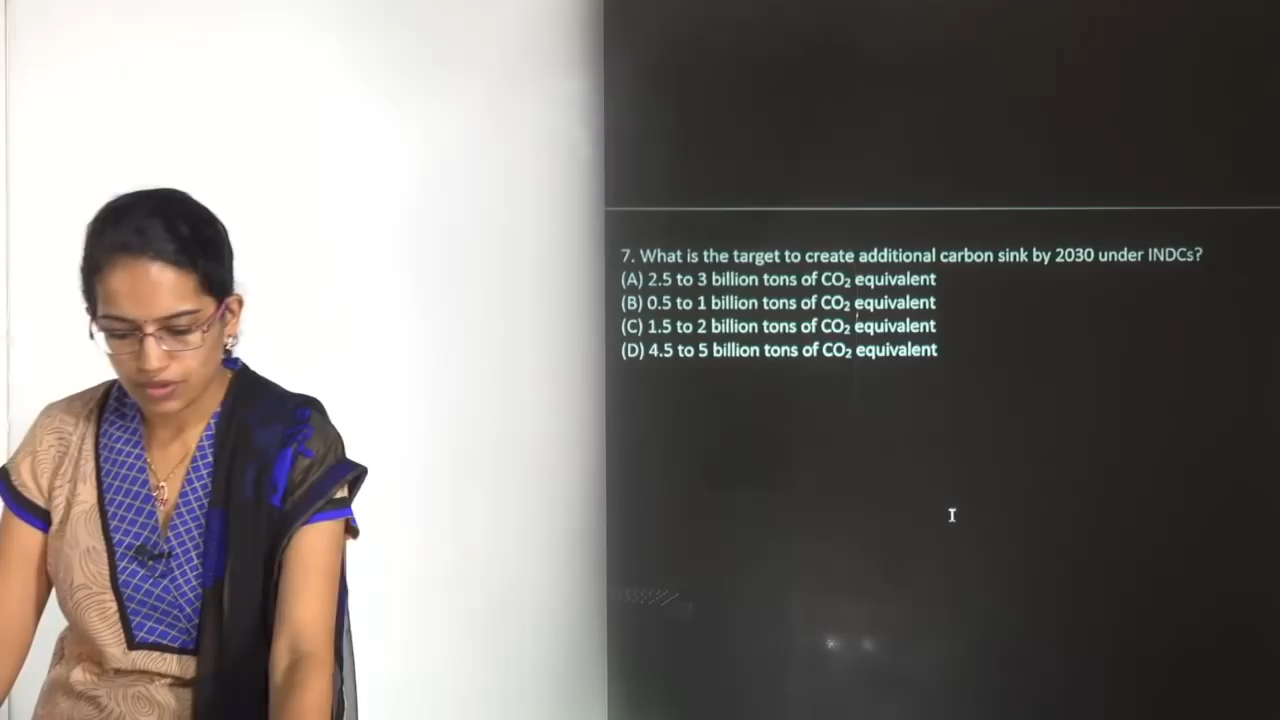 7. What is the target to create additional carbon sink by 2030 under INDCs?
(A) 2.5 to 3 billion tons of CO₂ equivalent
(B) 0.5 to 1 billion tons of CO₂ equivalent
(C) 1.5 to 2 billion tons of CO₂ equivalent
(D) 4.5 to 5 billion tons of CO₂ equivalent